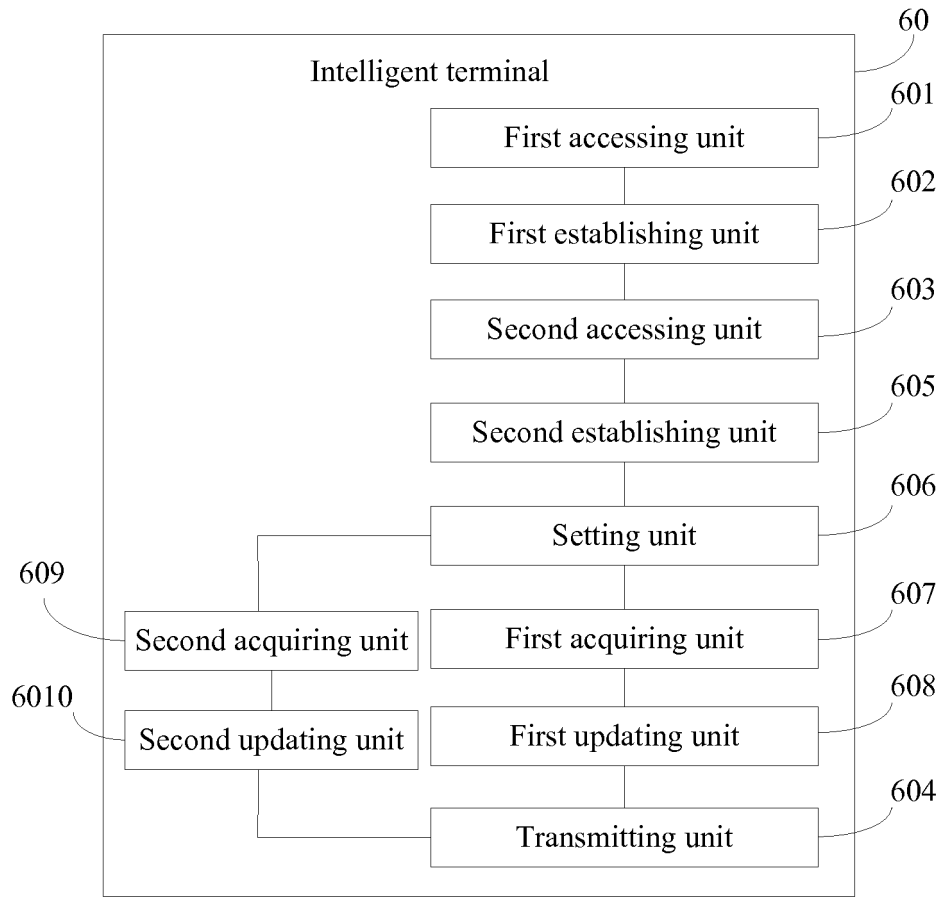 60
Intelligent terminal
601
First accessing unit
602
First establishing unit
603
Second accessing unit
605
Second establishing unit
606
Setting unit
609
607
Second acquiring unit
First acquiring unit
6010
608
Second updating unit
First updating unit
604
Transmitting unit